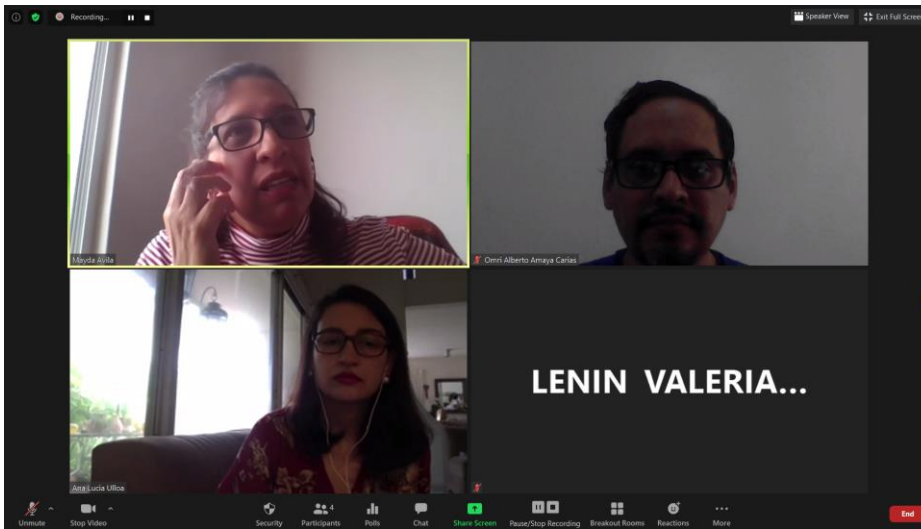 Recording...
Speaker View
Exit Full Screen
Mayda Avila
Omri Alberto Amaya Carias
Ana Lucia Ulloa
LENIN VALERIA...
Unmute
Stop Video
Security
Participants
4
Polls
Chat
Share Screen
Pause/Stop Recording
Breakout Rooms
Reactions
More
End